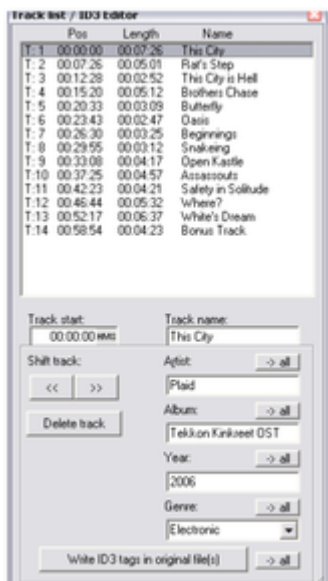 Track list / ID3 Editor
Pos Length Name
T: 1 00:00:00 00:07:26 This City
T: 2 00:07:26 00:05:01 Rat's Step
T: 3 00:12:28 00:02:52 This City is Hell
T: 4 00:15:20 00:05:12 Brothers Chase
T: 5 00:20:33 00:03:09 Butterfly
T: 6 00:23:43 00:02:47 Oasis
T: 7 00:26:30 00:03:25 Beginnings
T: 8 00:29:55 00:03:12 Snakeing
T: 9 00:33:08 00:04:17 Open Kastle
T:10 00:37:25 00:04:57 Assassouts
T:11 00:42:23 00:04:21 Safety in Solitude
T:12 00:46:44 00:05:32 Where?
T:13 00:52:17 00:06:37 White's Dream
T:14 00:58:54 00:04:23 Bonus Track
Track start: Track name:
00:00:00 HMS This City
Shift track: Artist: -> all
<< >> Plaid
Delete track Album: -> all
Tekkon Kinkreet OST
Year: -> all
2006
Genre: -> all
Electronic
Write ID3 tags in original file(s) -> all